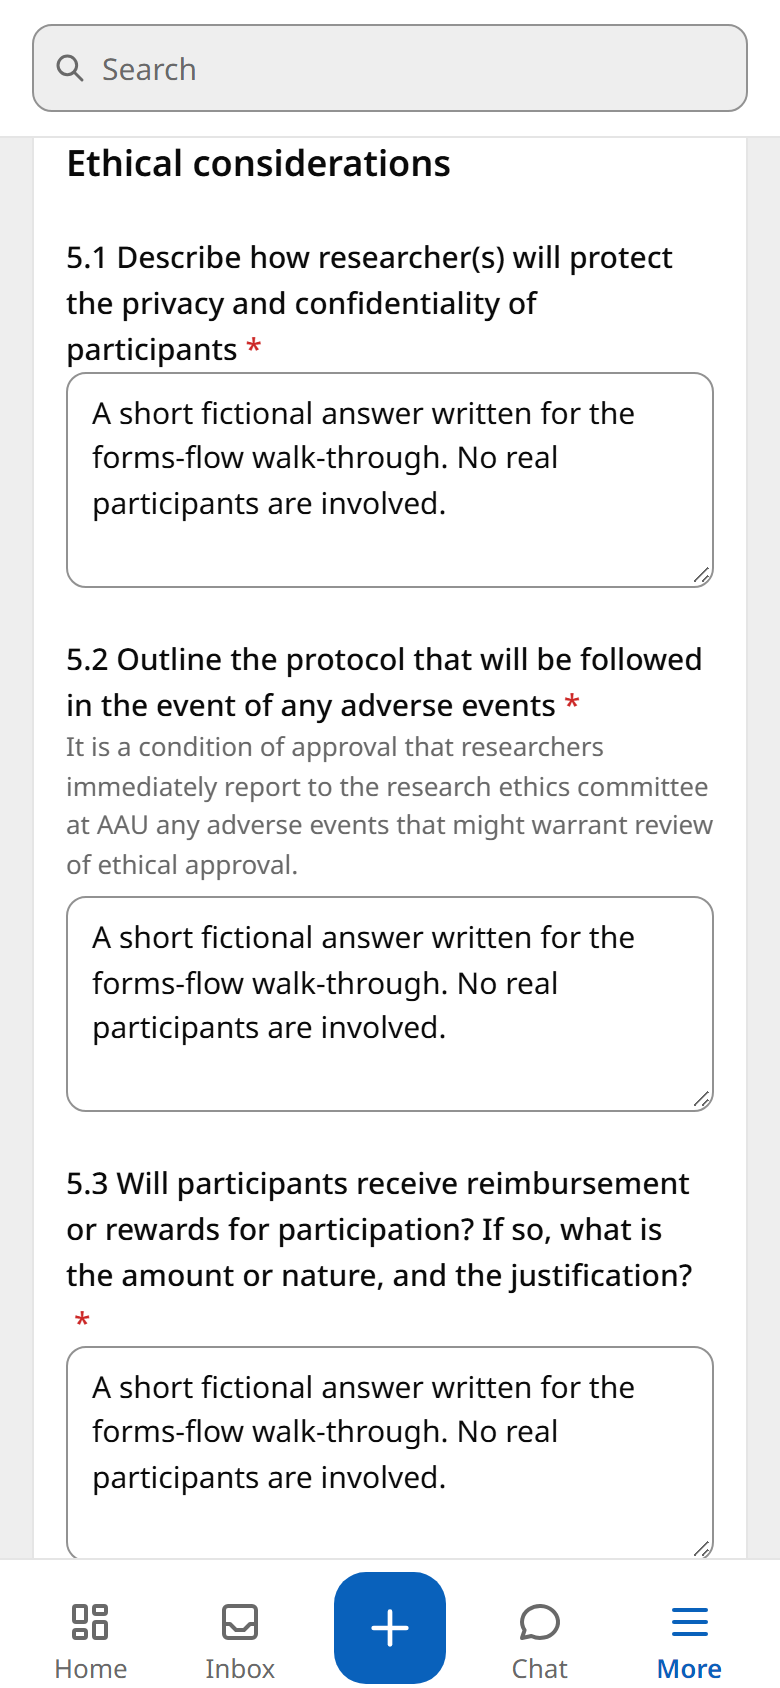 Search
Ethical considerations
5.1 Describe how researcher(s) will protect
the privacy and confidentiality of
participants *
A short fictional answer written for the
forms-flow walk-through. No real
participants are involved.
5.2 Outline the protocol that will be followed
in the event of any adverse events *
It is a condition of approval that researchers
immediately report to the research ethics committee
at AAU any adverse events that might warrant review
of ethical approval.
A short fictional answer written for the
forms-flow walk-through. No real
participants are involved.
5.3 Will participants receive reimbursement
or rewards for participation? If so, what is
the amount or nature, and the justification?
*
A short fictional answer written for the
forms-flow walk-through. No real
participants are involved.
Home
Inbox
Chat
More